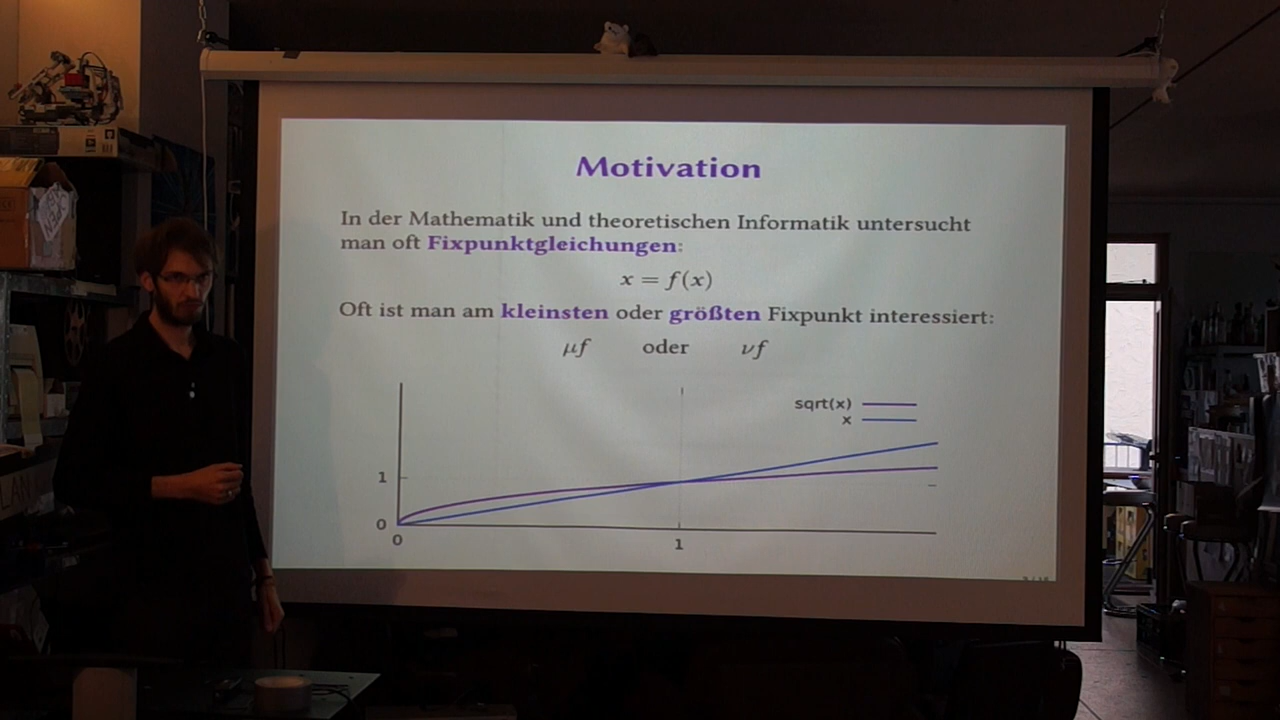 Motivation
In der Mathematik und theoretischen Informatik untersucht
man oft Fixpunktgleichungen:
x = f(x)
Oft ist man am kleinsten oder größten Fixpunkt interessiert:
μf oder νf
sqrt(x)
x
1
0
0
1
LAN